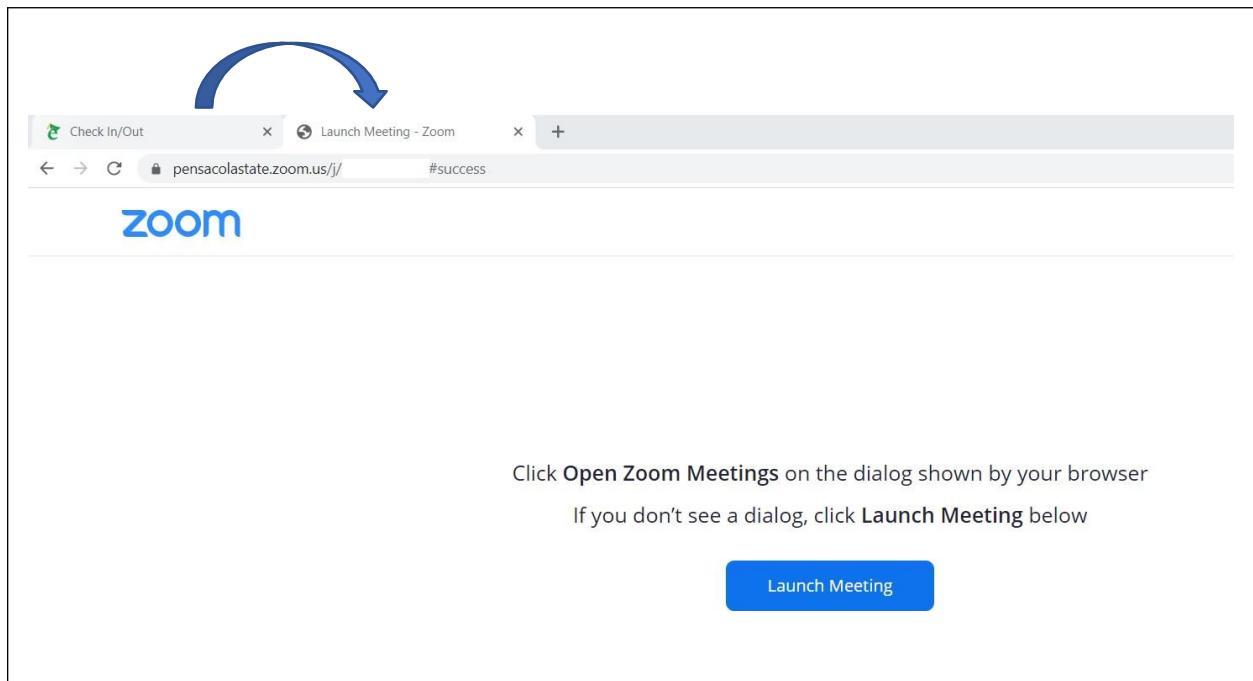 Check In/Out
Launch Meeting - Zoom
pensacolastate.zoom.us/j/ #success
zoom
Click Open Zoom Meetings on the dialog shown by your browser
If you don’t see a dialog, click Launch Meeting below
Launch Meeting